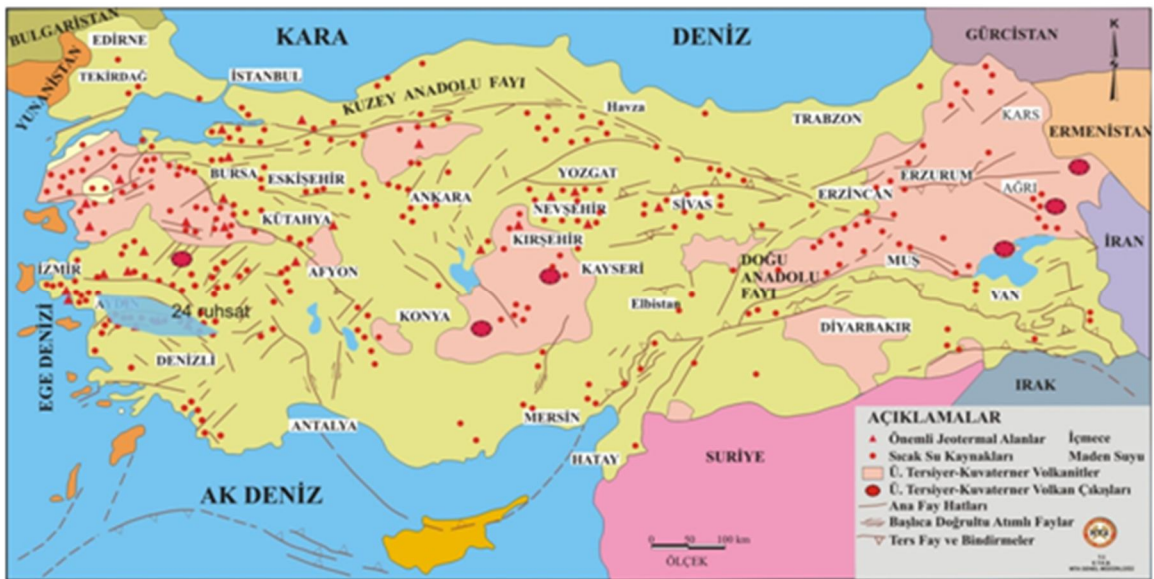 BULGARİSTAN
EDİRNE
KARA
DENİZ
GÜRCİSTAN
K
YUNANİSTAN
TEKİRDAĞ
İSTANBUL
KUZEY ANADOLU FAYI
Havza
TRABZON
KARS
ERMENİSTAN
BURSA
ESKİŞEHİR
YOZGAT
ANKARA
NEVŞEHİR
SİVAS
ERZİNCAN
ERZURUM
AĞRI
KÜTAHYA
KIRŞEHİR
İRAN
İZMİR
AFYON
KAYSERİ
DOĞU
ANADOLU
FAYI
MUŞ
VAN
AYDIN
24 ruhsat
KONYA
Elbistan
DİYARBAKIR
EGE DENİZİ
DENİZLİ
IRAK
ANTALYA
MERSİN
HATAY
SURİYE
AK DENİZ
AÇIKLAMALAR
Önemli Jeotermal Alanlar İçmece
Sıcak Su Kaynakları Maden Suyu
Ü. Tersiyer-Kuvaterner Volkanitler
Ü. Tersiyer-Kuvaterner Volkan Çıkışları
Ana Fay Hatları
Başlıca Doğrultu Atımlı Faylar
Ters Fay ve Bindirmeler
0 50 100 km
ÖLÇEK